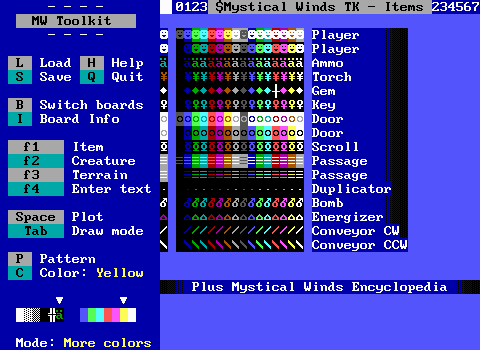 MW Toolkit
0123 $Mystical Winds TK - Items 234567
L Load H Help
S Save Q Quit
B Switch boards
I Board Info
f1 Item
f2 Creature
f3 Terrain
f4 Enter text
Space Plot
Tab Draw mode
P Pattern
C Color: Yellow
Mode: More colors
Player
Player
Ammo
Torch
Gem
Key
Door
Door
Scroll
Passage
Passage
Duplicator
Bomb
Energizer
Conveyor CW
Conveyor CCW
Plus Mystical Winds Encyclopedia